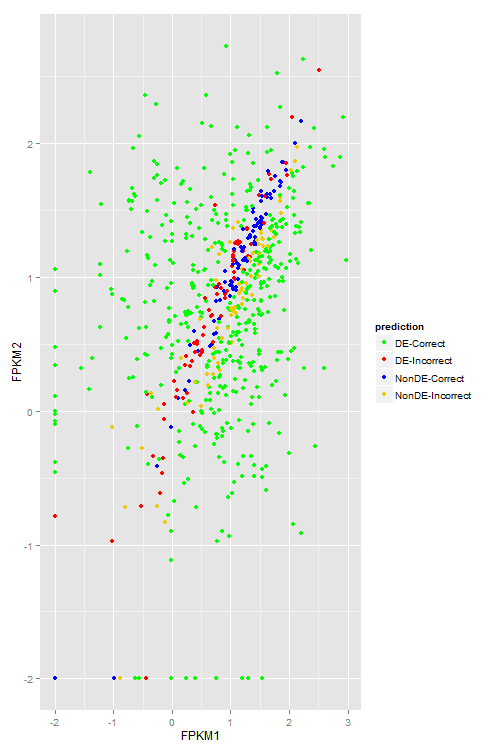 2
1
0
-1
-2
FPKM2
-2 -1 0 1 2 3
FPKM1
prediction
DE-Correct
DE-Incorrect
NonDE-Correct
NonDE-Incorrect